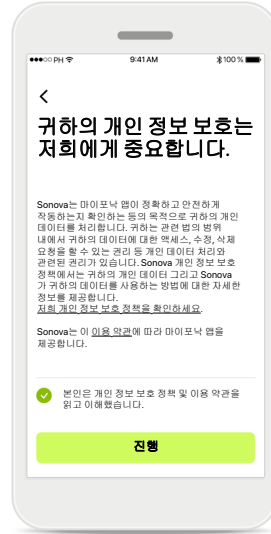 PH 9:41 AM 100 %
귀하의 개인 정보 보호는
저희에게 중요합니다.
Sonova는 마이포낙 앱이 정확하고 안전하게
작동하는지 확인하는 등의 목적으로 귀하의 개인
데이터를 처리합니다. 귀하는 관련 법의 범위
내에서 귀하의 데이터에 대한 액세스, 수정, 삭제
요청을 할 수 있는 권리 등 개인 데이터 처리와
관련된 권리가 있습니다. Sonova 개인 정보 보호
정책에서는 귀하의 개인 데이터 그리고 Sonova
가 귀하의 데이터를 사용하는 방법에 대한 자세한
정보를 제공합니다.
저희 개인 정보 보호 정책을 확인하세요.
Sonova는 이 이용 약관에 따라 마이포낙 앱을
제공합니다.
본인은 개인 정보 보호 정책 및 이용 약관을
읽고 이해했습니다.
진행